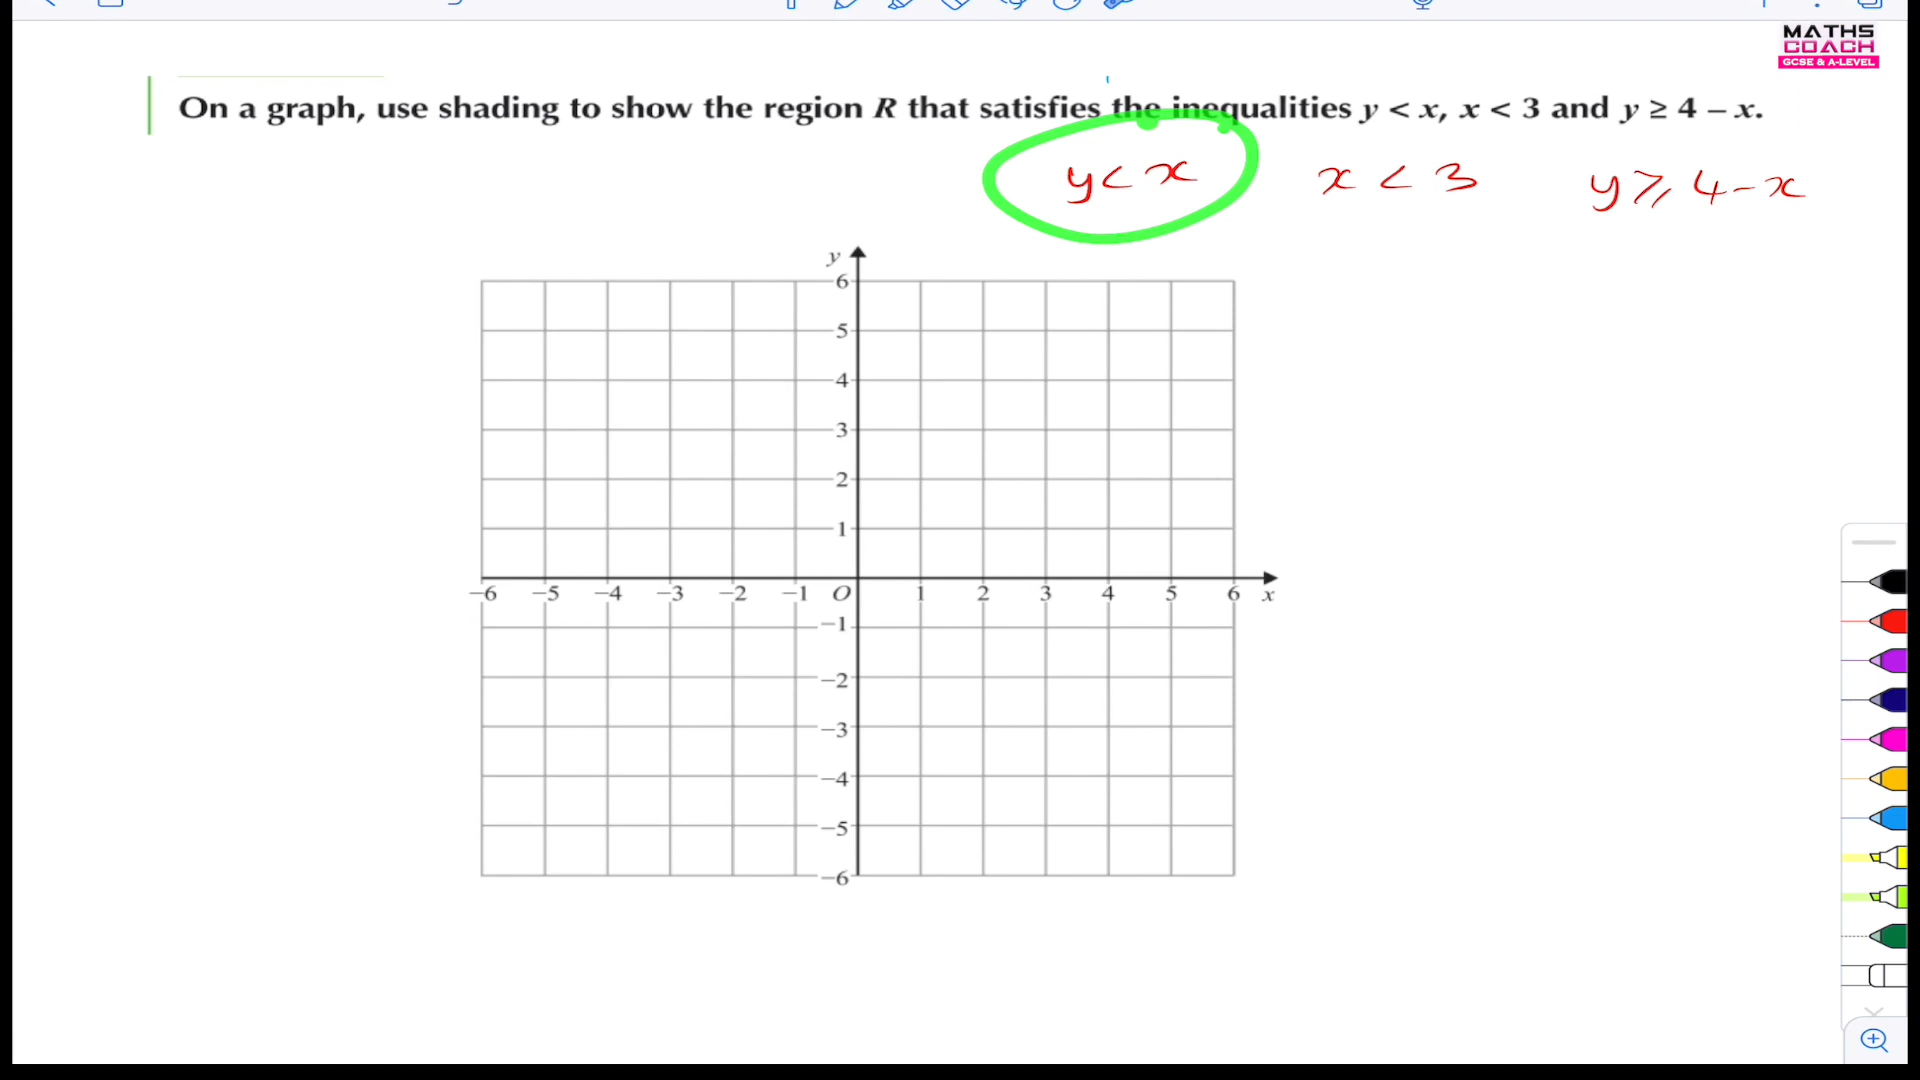 MATHS
COACH
GCSE & A-LEVEL
On a graph, use shading to show the region R that satisfies the inequalities y < x, x < 3 and y ≥ 4 – x.
y < x x < 3 y ⩾ 4 - x
y
6
5
4
3
2
1
−6 −5 −4 −3 −2 −1 O 1 2 3 4 5 6 x
−1
−2
−3
−4
−5
−6